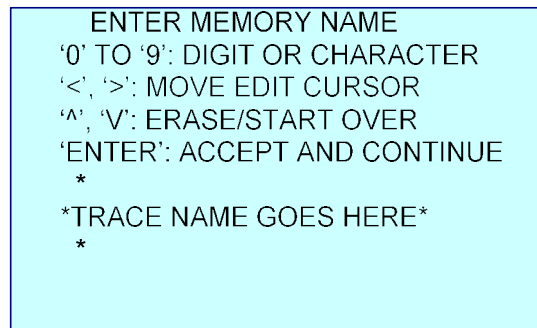 ENTER MEMORY NAME
‘0’ TO ‘9’: DIGIT OR CHARACTER
‘<’, ‘>’: MOVE EDIT CURSOR
‘^’, ‘V’: ERASE/START OVER
‘ENTER’: ACCEPT AND CONTINUE
*
*TRACE NAME GOES HERE*
*